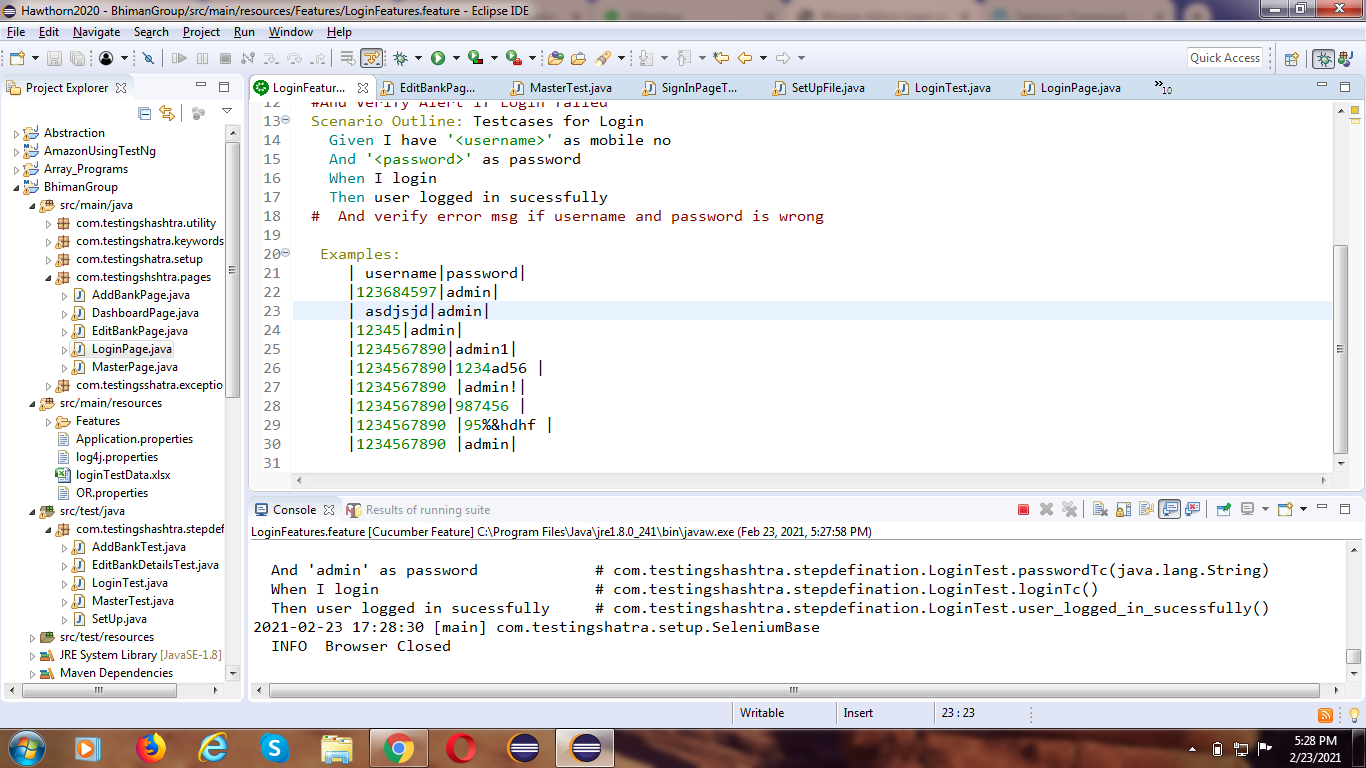 Hawthorn2020 - BhimanGroup/src/main/resources/Features/LoginFeatures.feature - Eclipse IDE
File Edit Navigate Search Project Run Window Help
Quick Access
Project Explorer
LoginFeatur... EditBankPag... MasterTest.java SignInPageT... SetUpFile.java LoginTest.java LoginPage.java »10
Abstraction
AmazonUsingTestNg
Array_Programs
BhimanGroup
src/main/java
com.testingshashtra.utility
com.testingshatra.keywords
com.testingshatra.setup
com.testingshshtra.pages
AddBankPage.java
DashboardPage.java
EditBankPage.java
LoginPage.java
MasterPage.java
com.testingsshatra.exceptio
src/main/resources
Features
Application.properties
log4j.properties
loginTestData.xlsx
OR.properties
src/test/java
com.testingshashtra.stepdef
AddBankTest.java
EditBankDetailsTest.java
LoginTest.java
MasterTest.java
SetUp.java
src/test/resources
JRE System Library [JavaSE-1.8]
Maven Dependencies
12 #And Verify Alert if Login failed
13 Scenario Outline: Testcases for Login
14 Given I have '<username>' as mobile no
15 And '<password>' as password
16 When I login
17 Then user logged in sucessfully
18 #  And verify error msg if username and password is wrong
19
20 Examples:
21 | username|password|
22 |123684597|admin|
23 | asdjsjd|admin|
24 |12345|admin|
25 |1234567890|admin1|
26 |1234567890|1234ad56 |
27 |1234567890 |admin!|
28 |1234567890|987456 |
29 |1234567890 |95%&hdhf |
30 |1234567890 |admin|
31
Console Results of running suite
LoginFeatures.feature [Cucumber Feature] C:\Program Files\Java\jre1.8.0_241\bin\javaw.exe (Feb 23, 2021, 5:27:58 PM)
And 'admin' as password # com.testingshashtra.stepdefination.LoginTest.passwordTc(java.lang.String)
When I login # com.testingshashtra.stepdefination.LoginTest.loginTc()
Then user logged in sucessfully # com.testingshashtra.stepdefination.LoginTest.user_logged_in_sucessfully()
2021-02-23 17:28:30 [main] com.testingshatra.setup.SeleniumBase
INFO  Browser Closed
Writable Insert 23 : 23
5:28 PM
2/23/2021